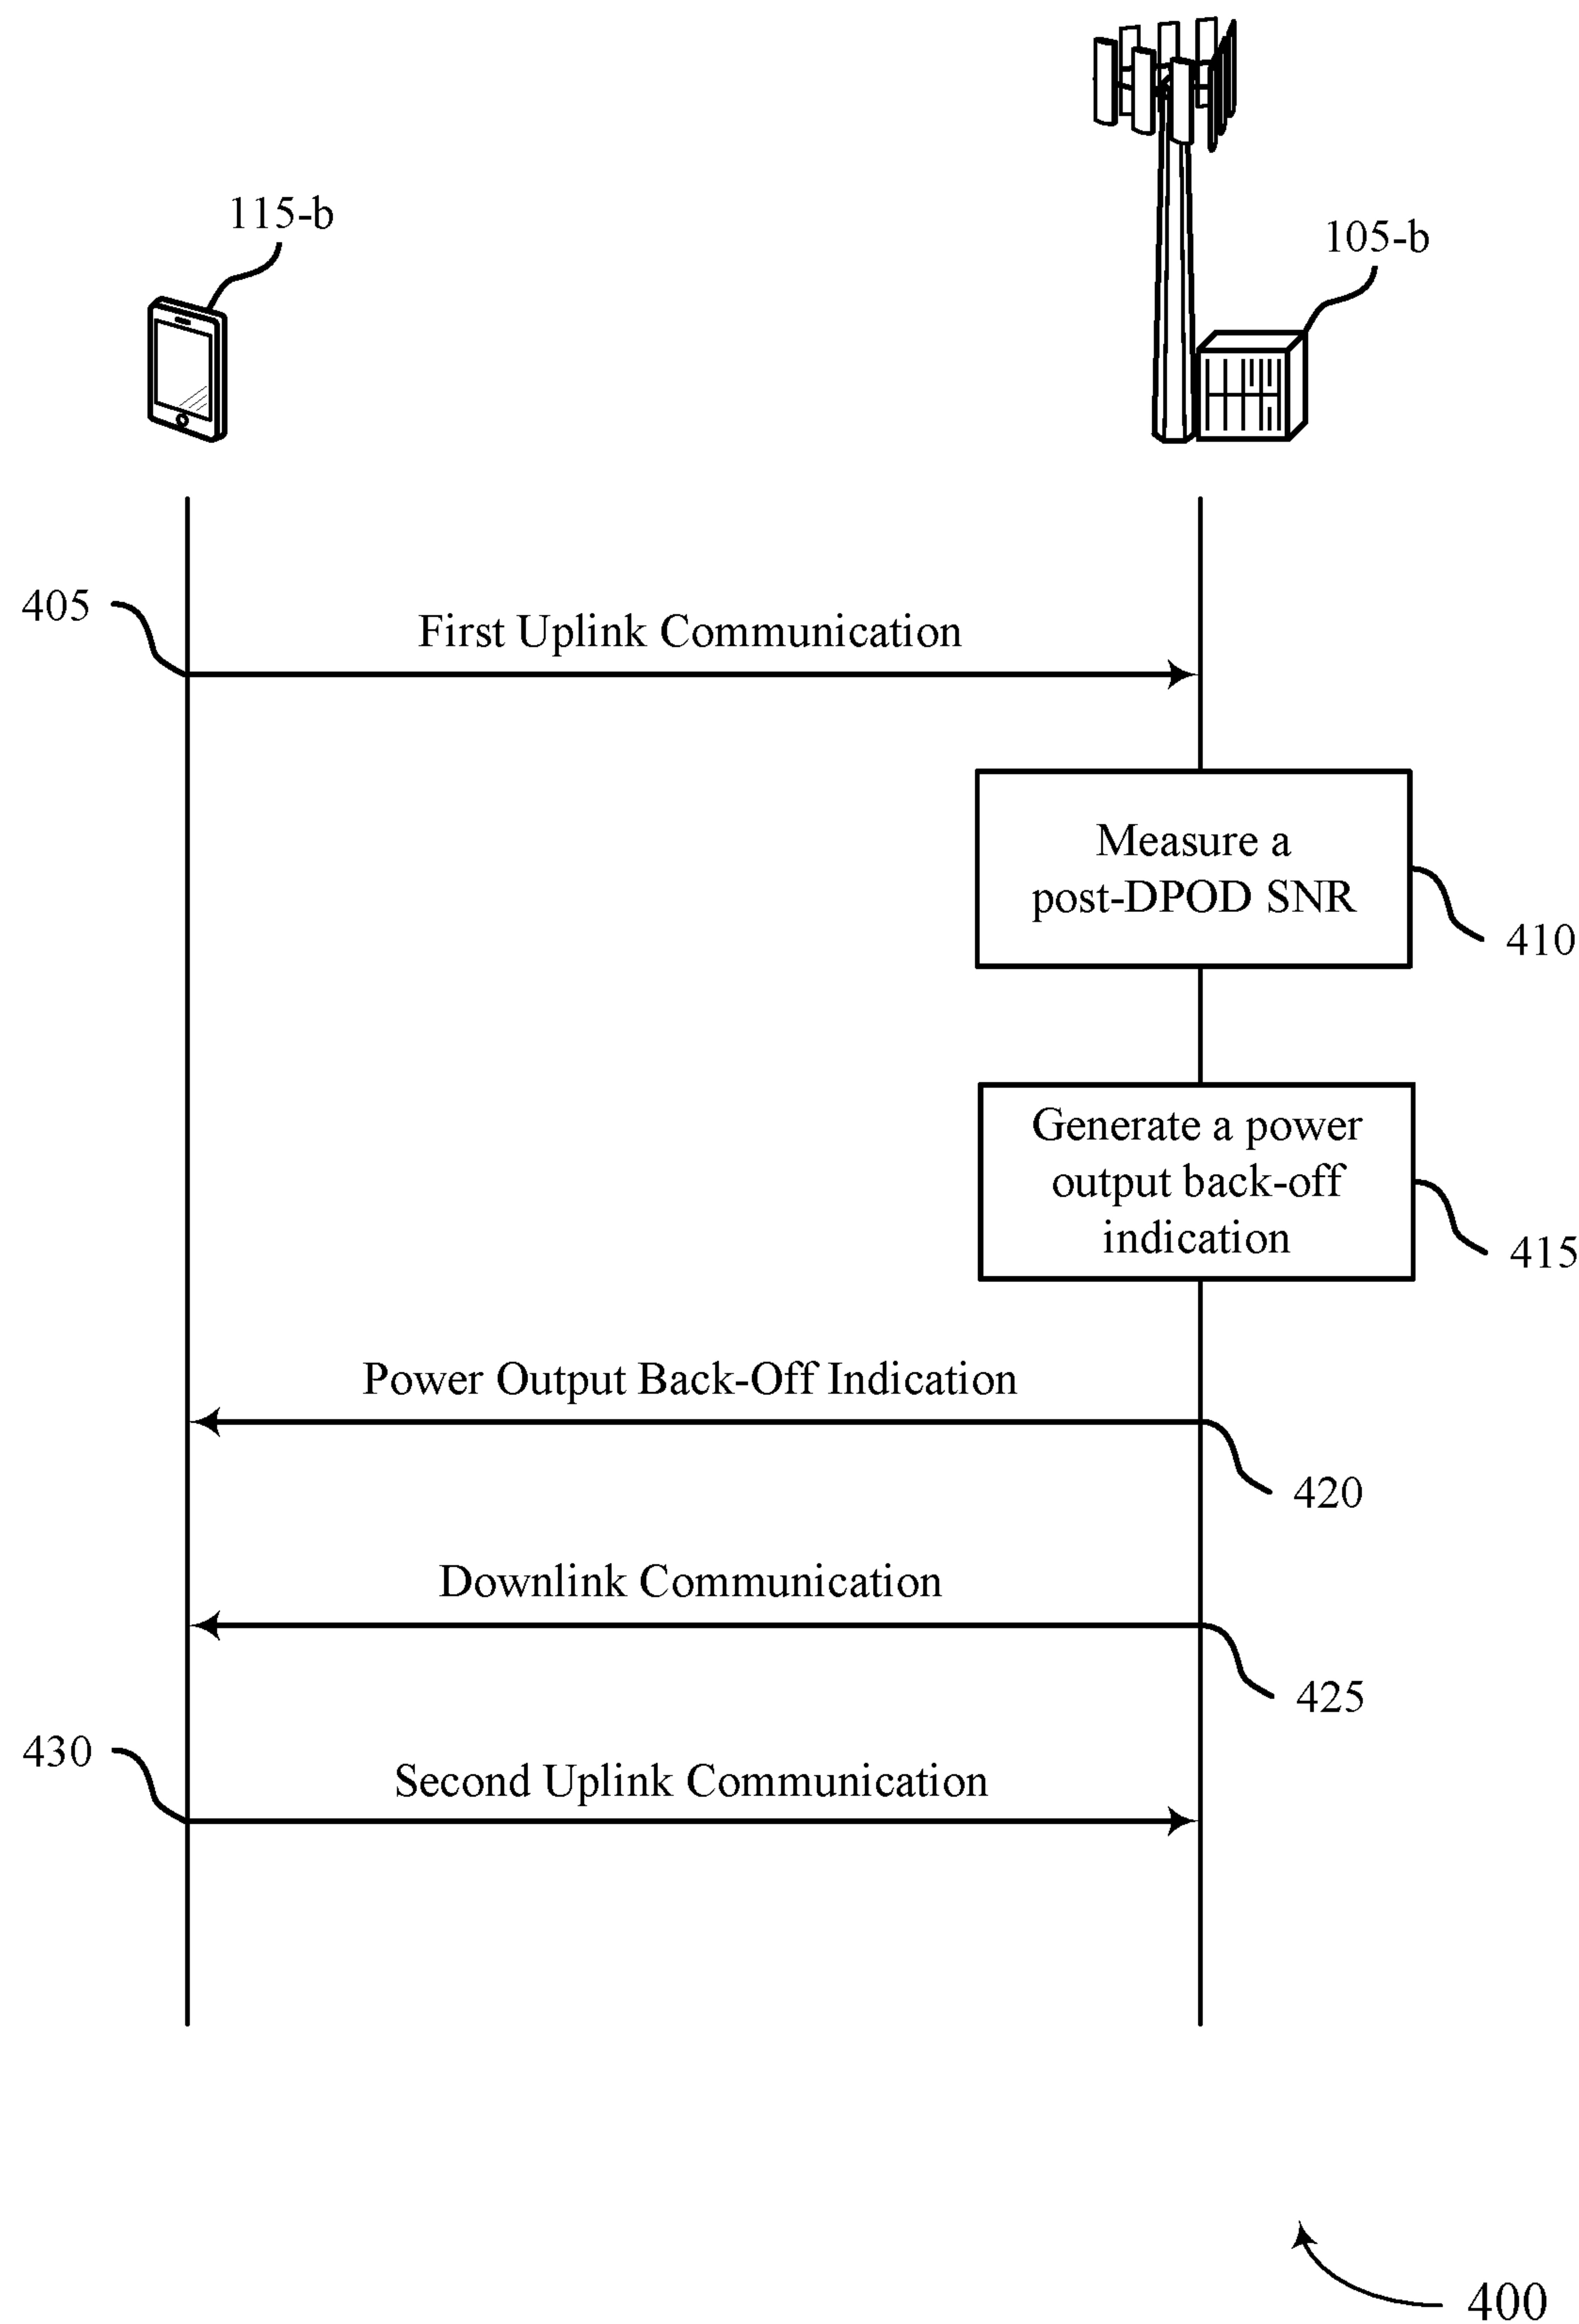 115-b
105-b
405
First Uplink Communication
Measure a
post-DPOD SNR
410
Generate a power
output back-off
indication
415
Power Output Back-Off Indication
420
Downlink Communication
425
430
Second Uplink Communication
400